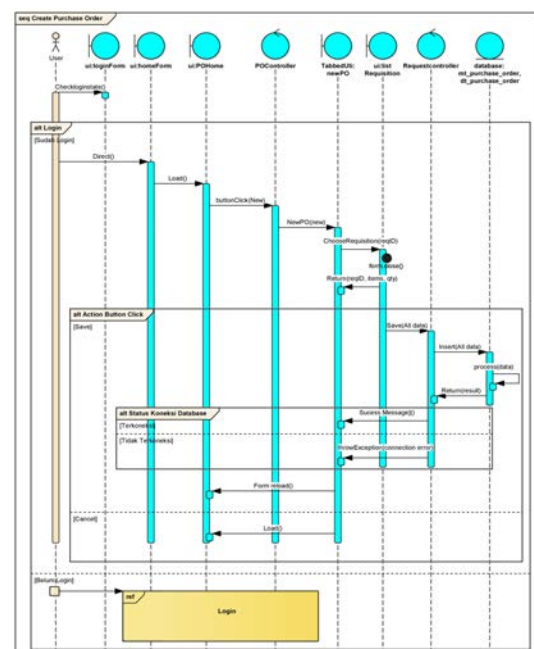 seq Create Purchase Order
User
ui:loginForm
ui:homeForm
ui:POHome
POController
TabbedUS:
newPO
ui:list
Requisition
Requestcontroller
database:
mt_purchase_order,
dt_purchase_order
Checkloginstate()
alt Login
[Sudah Login]
Direct()
Load()
buttonClick(New)
NewPO(new)
ChooseRequisition(reqID)
Return(reqID, items, qty)
alt Action Button Click
[Save]
Save(All data)
Insert(All data)
process(data)
Return(result)
alt Status Koneksi Database
[Terkoneksi]
Sucess Message()
[Tidak Terkoneksi]
throwException(connection error)
Form reload()
[Cancel]
Load()
[Belum Login]
ref
Login